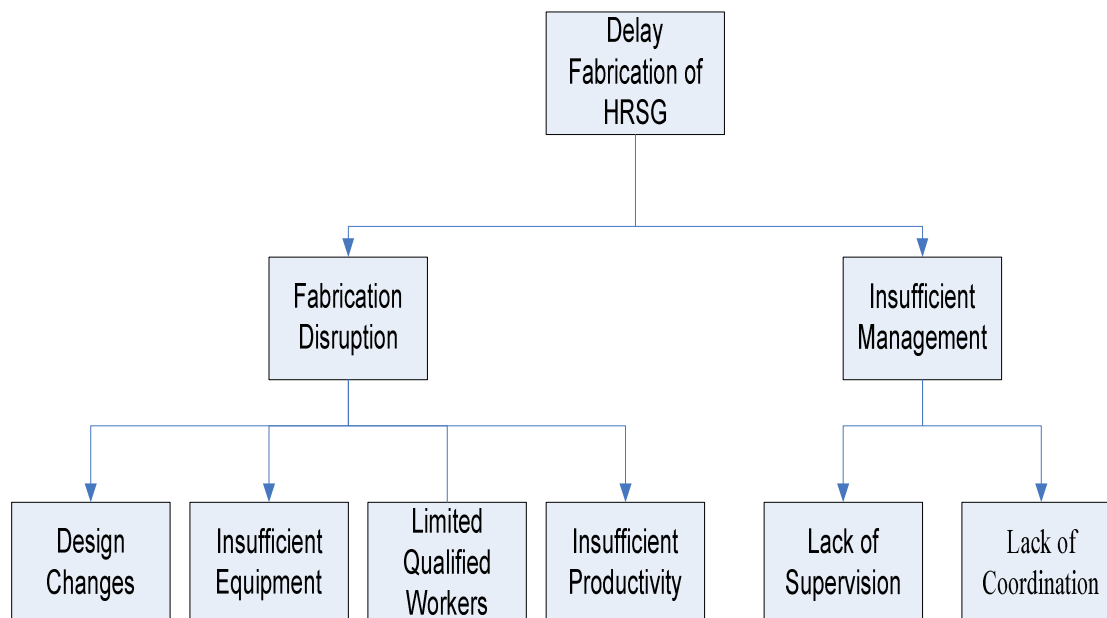 Delay
Fabrication of
HRSG
Fabrication
Disruption
Insufficient
Management
Design
Changes
Insufficient
Equipment
Limited
Qualified
Workers
Insufficient
Productivity
Lack of
Supervision
Lack of
Coordination